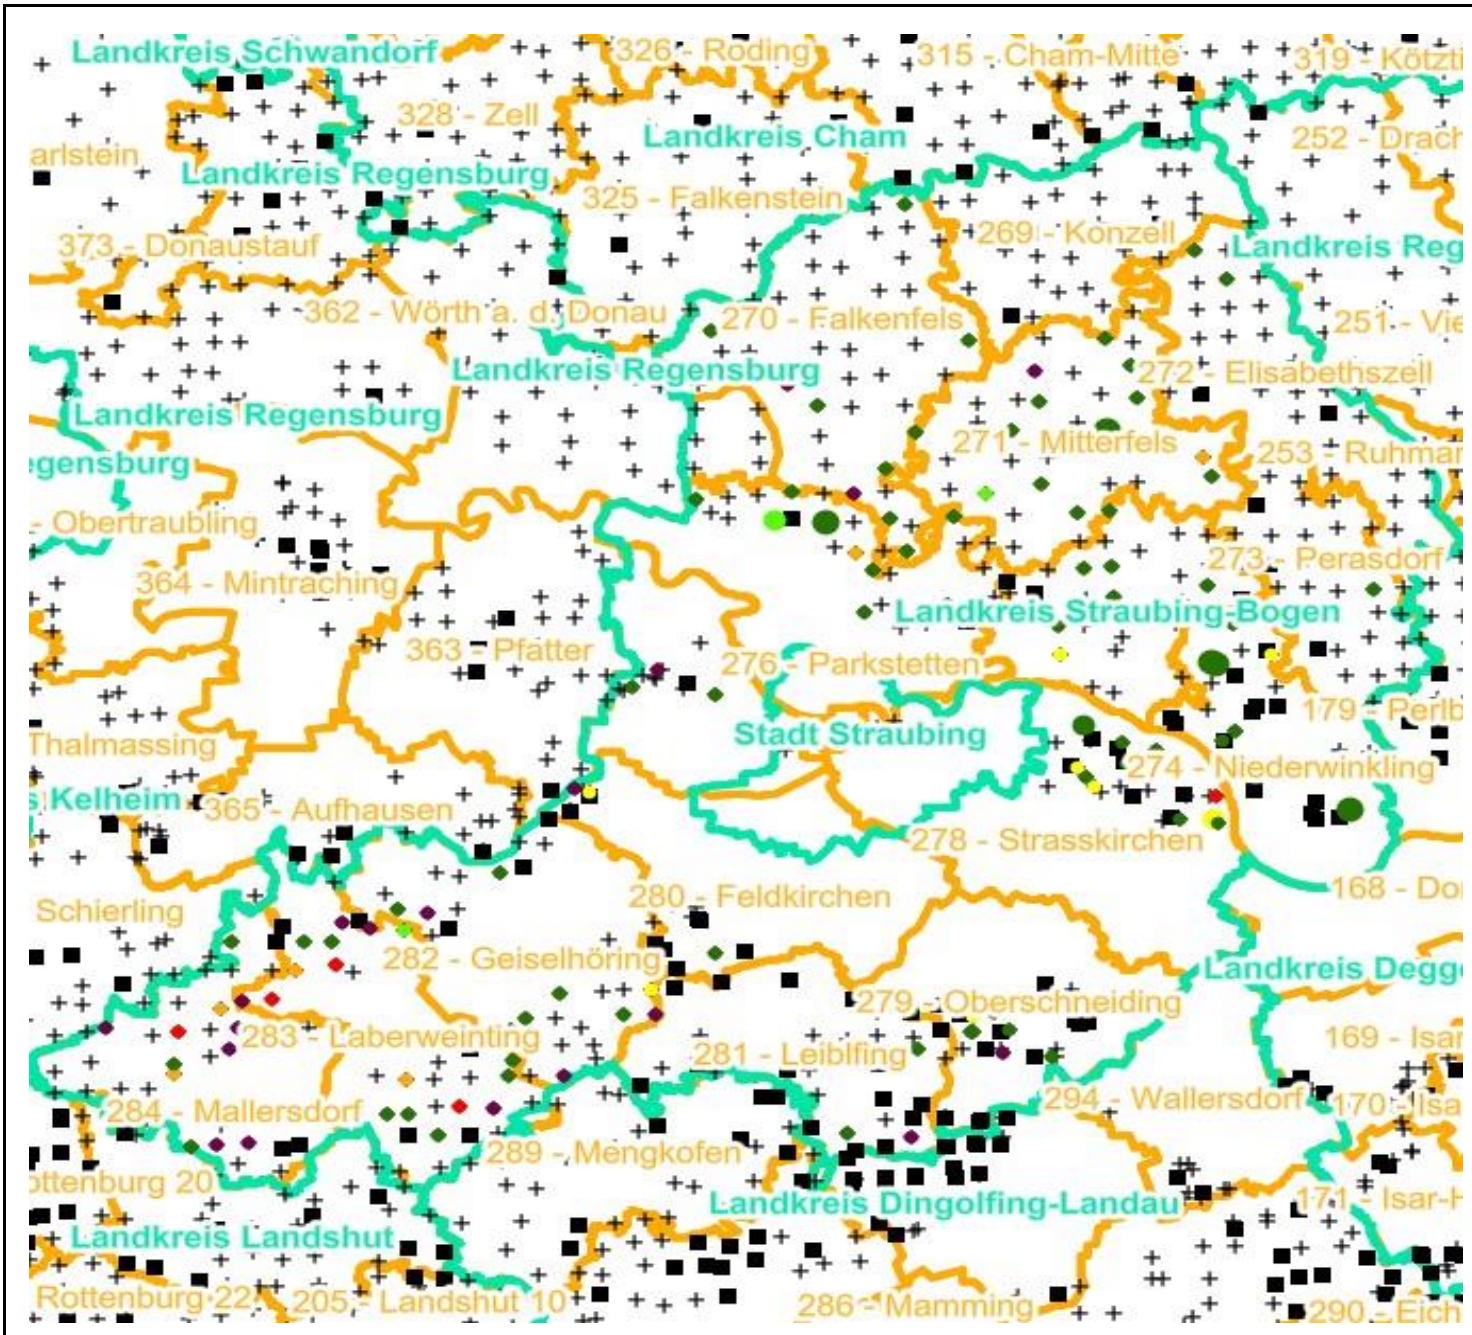 Landkreis Schwandorf
326 - Roding
315 - Cham-Mitte
319 - Kötzti
328 - Zell
Landkreis Cham
252 - Drach
arlstein
Landkreis Regensburg
325 - Falkenstein
373 - Donaustauf
269 - Konzell
Landkreis Reg
362 - Wörth a. d. Donau
270 - Falkenfels
251 - Vie
Landkreis Regensburg
272 - Elisabethszell
Landkreis Regensburg
271 - Mitterfels
253 - Ruhmar
egensburg
- Obertraubling
273 - Perasdorf
364 - Mintraching
Landkreis Straubing-Bogen
363 - Pfatter
276 - Parkstetten
179 - Perlb
Thalmassing
Stadt Straubing
274 - Niederwinkling
s Kelheim
365 - Aufhausen
278 - Strasskirchen
280 - Feldkirchen
168 - Don
Schierling
282 - Geiselhöring
Landkreis Degge
279 - Oberschneiding
283 - Laberweinting
281 - Leiblfing
169 - Isar
284 - Mallersdorf
294 - Wallersdorf
170 - Isa
289 - Mengkofen
ottenburg 20
Landkreis Dingolfing-Landau
171 - Isar-H
Landkreis Landshut
Rottenburg 22
205 - Landshut 10
286 - Mamming
290 - Eich